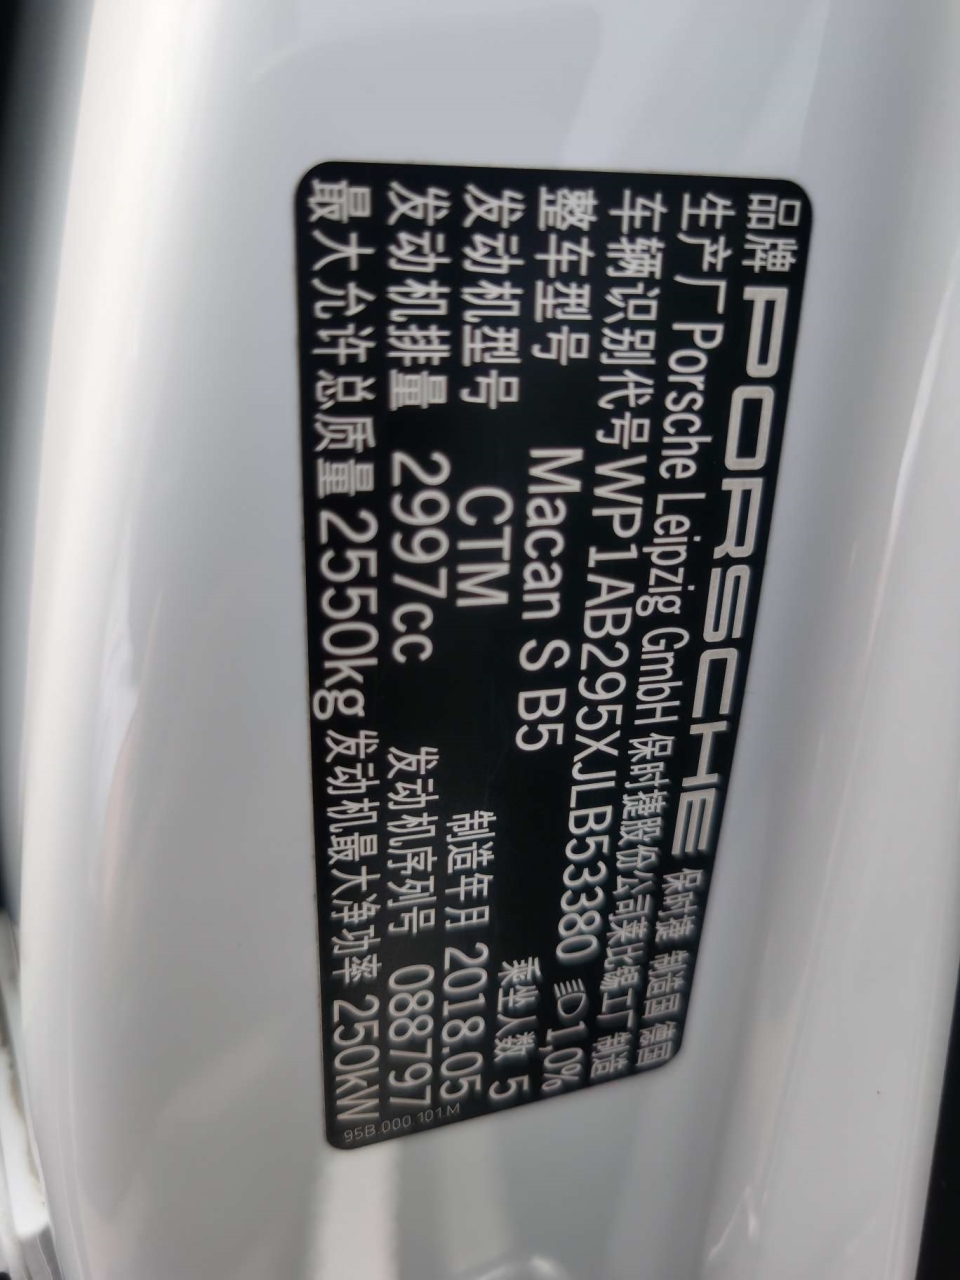 品牌 PORSCHE 保时捷 制造国 德国
生产厂 Porsche Leipzig GmbH 保时捷股份公司莱比锡工厂 制造
车辆识别代号 WP1AB295XJLB53380 1,0%
整车型号 Macan S B5 乘坐人数 5
发动机型号 CTM 制造年月 2018.05
发动机排量 2997cc 发动机序列号 088797
最大允许总质量 2550kg 发动机最大净功率 250kW
95B.000.101.M